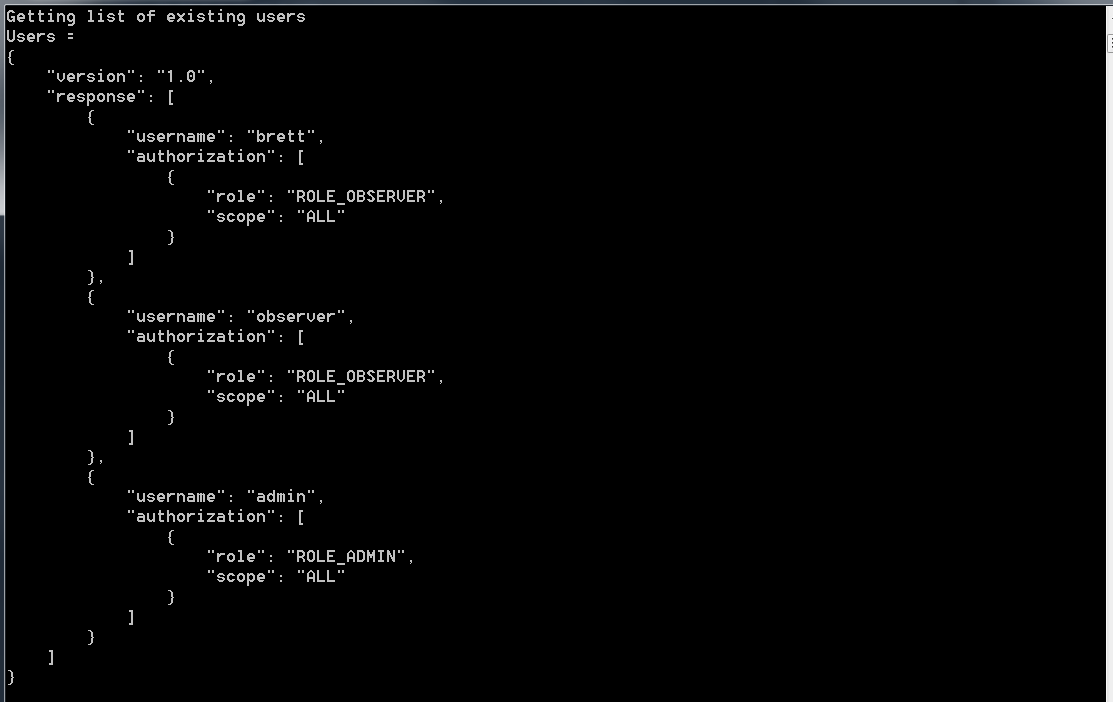 Getting list of existing users
Users =
{
    "version": "1.0",
    "response": [
        {
            "username": "brett",
            "authorization": [
                {
                    "role": "ROLE_OBSERVER",
                    "scope": "ALL"
                }
            ]
        },
        {
            "username": "observer",
            "authorization": [
                {
                    "role": "ROLE_OBSERVER",
                    "scope": "ALL"
                }
            ]
        },
        {
            "username": "admin",
            "authorization": [
                {
                    "role": "ROLE_ADMIN",
                    "scope": "ALL"
                }
            ]
        }
    ]
}